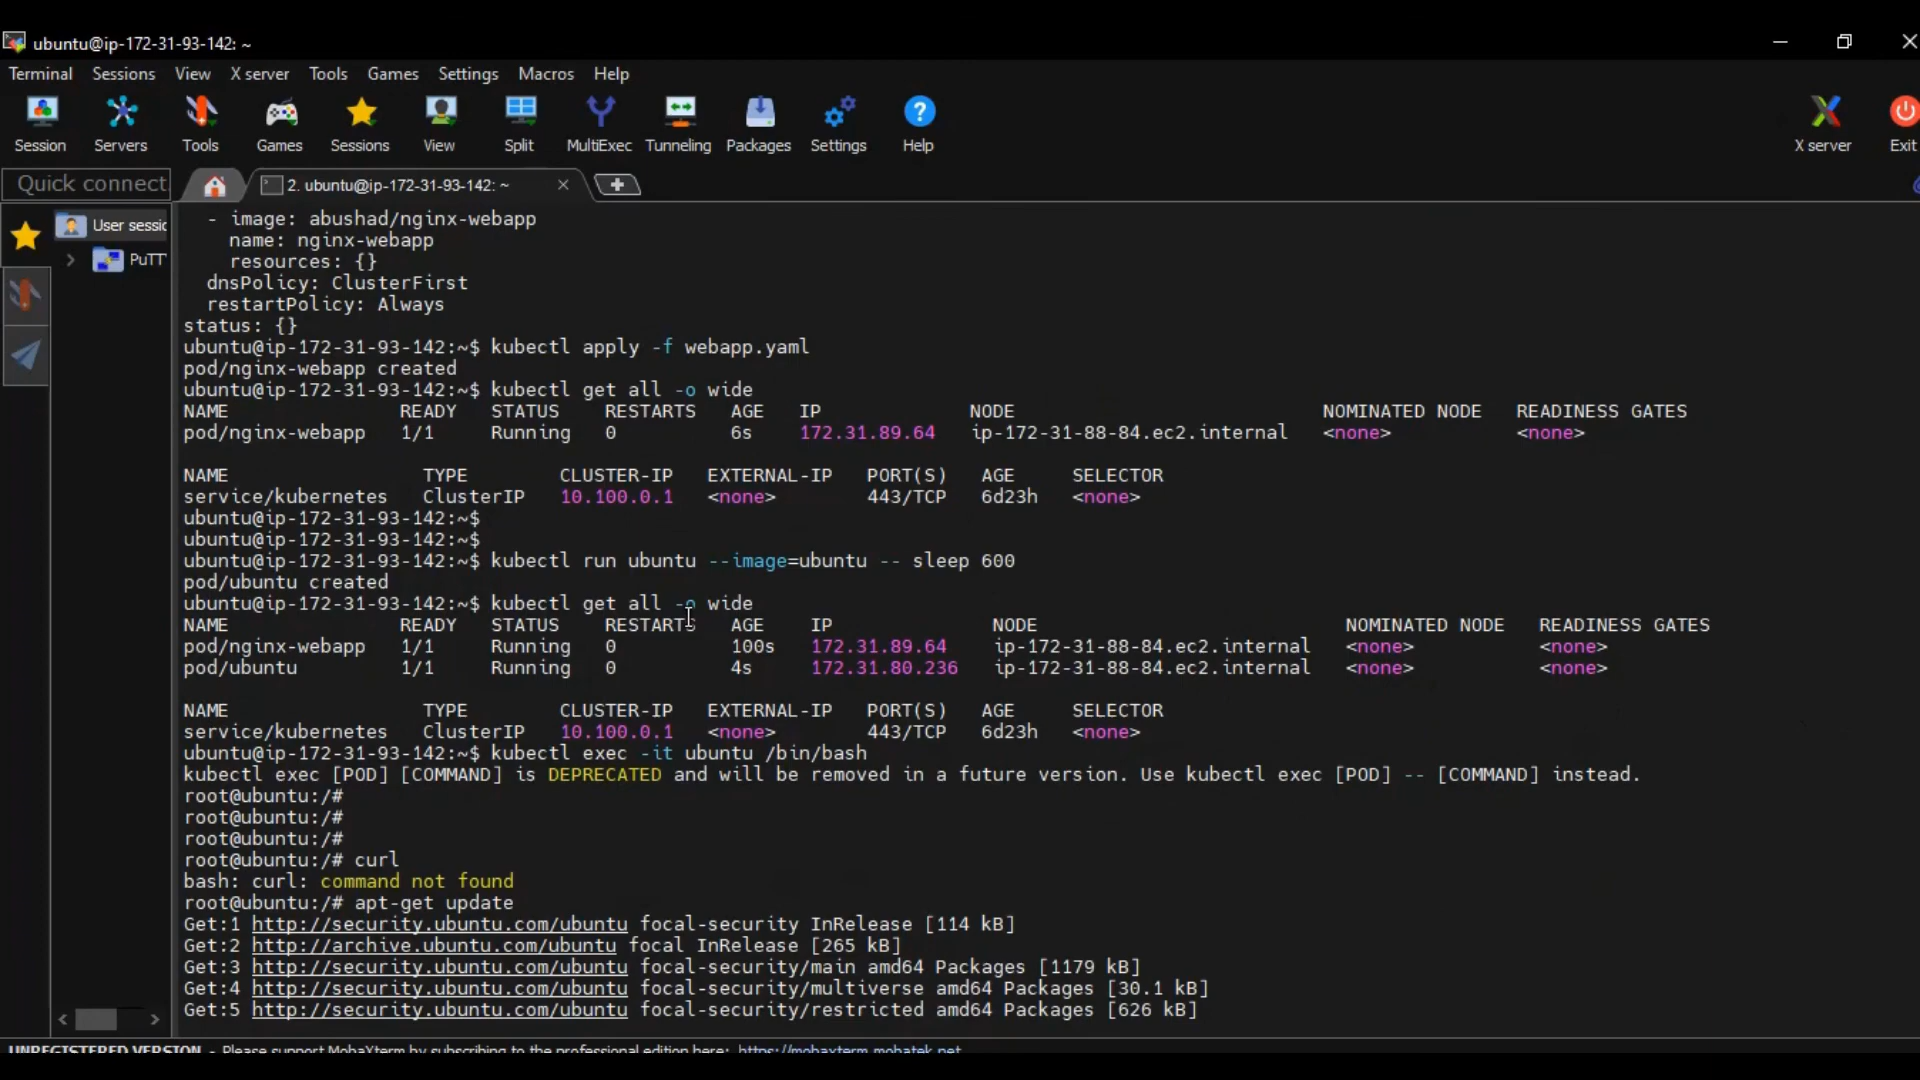 ubuntu@ip-172-31-93-142: ~
Terminal Sessions View X server Tools Games Settings Macros Help
Session Servers Tools Games Sessions View Split MultiExec Tunneling Packages Settings Help X server Exit
Quick connect. 2. ubuntu@ip-172-31-93-142: ~
User sessic
PuTT
- image: abushad/nginx-webapp
name: nginx-webapp
resources: {}
dnsPolicy: ClusterFirst
restartPolicy: Always
status: {}
ubuntu@ip-172-31-93-142:~$ kubectl apply -f webapp.yaml
pod/nginx-webapp created
ubuntu@ip-172-31-93-142:~$ kubectl get all -o wide
NAME READY STATUS RESTARTS AGE IP NODE NOMINATED NODE READINESS GATES
pod/nginx-webapp 1/1 Running 0 6s 172.31.89.64 ip-172-31-88-84.ec2.internal <none> <none>
NAME TYPE CLUSTER-IP EXTERNAL-IP PORT(S) AGE SELECTOR
service/kubernetes ClusterIP 10.100.0.1 <none> 443/TCP 6d23h <none>
ubuntu@ip-172-31-93-142:~$
ubuntu@ip-172-31-93-142:~$
ubuntu@ip-172-31-93-142:~$ kubectl run ubuntu --image=ubuntu -- sleep 600
pod/ubuntu created
ubuntu@ip-172-31-93-142:~$ kubectl get all -o wide
NAME READY STATUS RESTARTS AGE IP NODE NOMINATED NODE READINESS GATES
pod/nginx-webapp 1/1 Running 0 100s 172.31.89.64 ip-172-31-88-84.ec2.internal <none> <none>
pod/ubuntu 1/1 Running 0 4s 172.31.80.236 ip-172-31-88-84.ec2.internal <none> <none>
NAME TYPE CLUSTER-IP EXTERNAL-IP PORT(S) AGE SELECTOR
service/kubernetes ClusterIP 10.100.0.1 <none> 443/TCP 6d23h <none>
ubuntu@ip-172-31-93-142:~$ kubectl exec -it ubuntu /bin/bash
kubectl exec [POD] [COMMAND] is DEPRECATED and will be removed in a future version. Use kubectl exec [POD] -- [COMMAND] instead.
root@ubuntu:/#
root@ubuntu:/#
root@ubuntu:/#
root@ubuntu:/# curl
bash: curl: command not found
root@ubuntu:/# apt-get update
Get:1 http://security.ubuntu.com/ubuntu focal-security InRelease [114 kB]
Get:2 http://archive.ubuntu.com/ubuntu focal InRelease [265 kB]
Get:3 http://security.ubuntu.com/ubuntu focal-security/main amd64 Packages [1179 kB]
Get:4 http://security.ubuntu.com/ubuntu focal-security/multiverse amd64 Packages [30.1 kB]
Get:5 http://security.ubuntu.com/ubuntu focal-security/restricted amd64 Packages [626 kB]
UNREGISTERED VERSION - Please support MobaXterm by subscribing to the professional edition here: https://mobaxterm.mobatek.net